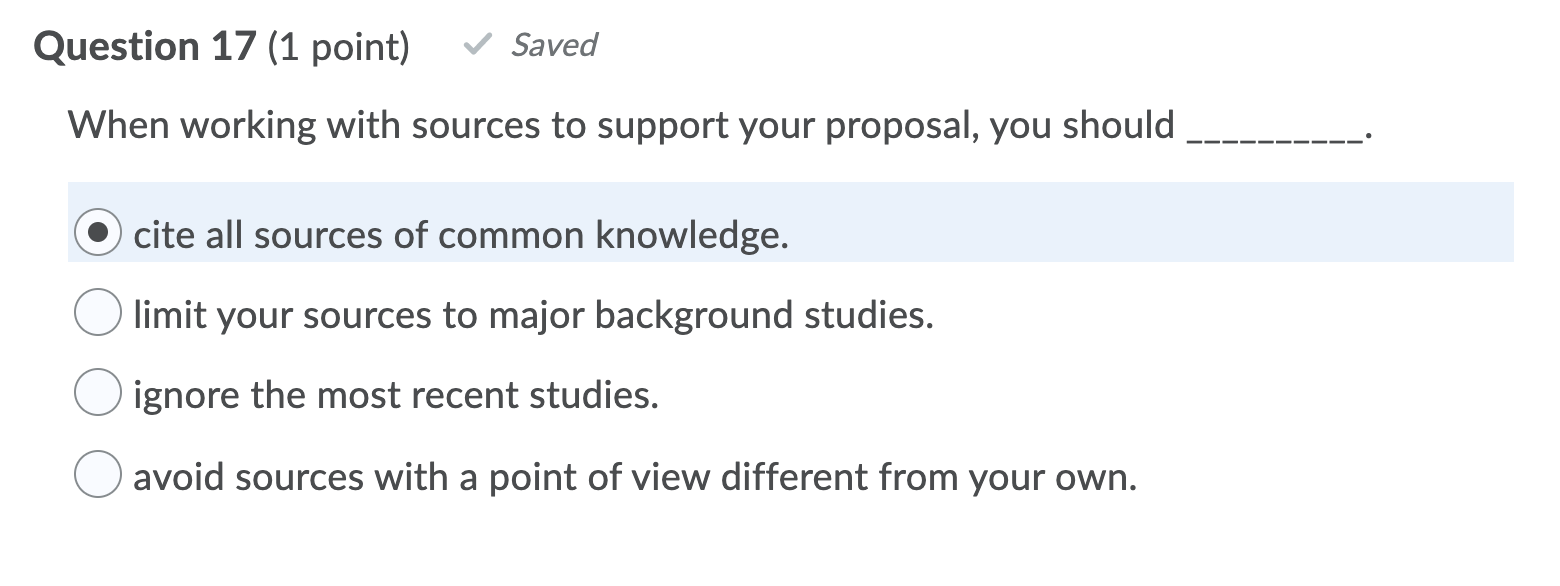 Question 17 (1 point) Saved
When working with sources to support your proposal, you should __________.
cite all sources of common knowledge.
limit your sources to major background studies.
ignore the most recent studies.
avoid sources with a point of view different from your own.